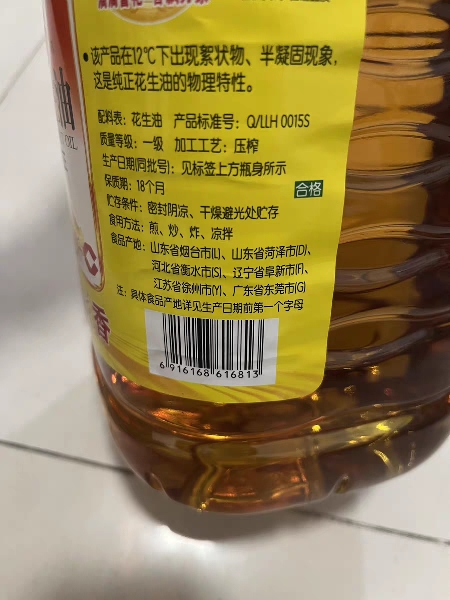 油
OIL
●该产品在12℃下出现絮状物、半凝固现象，
这是纯正花生油的物理特性。
配料表：花生油 产品标准号：Q/LLH 0015S
质量等级：一级 加工工艺：压榨
生产日期(同批号)：见标签上方瓶身所示
保质期：18个月
合格
贮存条件：密封阴凉、干燥避光处贮存
食用方法：煎、炒、炸、凉拌
食品产地：山东省烟台市(L)、山东省菏泽市(D)、
河北省衡水市(S)、辽宁省阜新市(F)、
江苏省徐州市(Y)、广东省东莞市(G)
注：具体食品产地详见生产日期前第一个字母
香
6 916168 616813